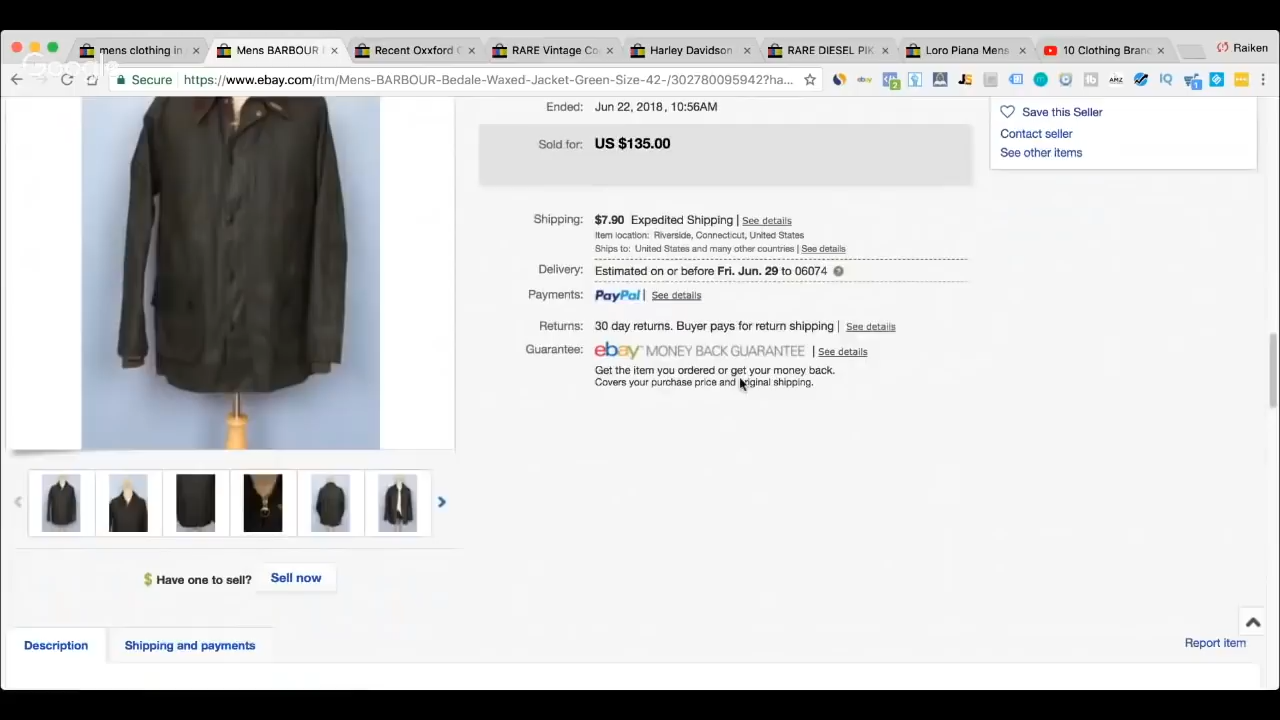 mens clothing in
Mens BARBOUR
Recent Oxxford
RARE Vintage Co
Harley Davidson
RARE DIESEL PIK
Loro Piana Mens
10 Clothing Bran
Raiken
Google
Secure
https://www.ebay.com/itm/Mens-BARBOUR-Bedale-Waxed-Jacket-Green-Size-42-/302780095942?ha...
Ended: Jun 22, 2018 , 10:56AM
Save this Seller
Contact seller
See other items
Sold for: US $135.00
Shipping: $7.90 Expedited Shipping | See details
Item location: Riverside, Connecticut, United States
Ships to: United States and many other countries | See details
Delivery: Estimated on or before Fri. Jun. 29 to 06074
Payments: PayPal | See details
Returns: 30 day returns. Buyer pays for return shipping | See details
Guarantee: ebay MONEY BACK GUARANTEE | See details
Get the item you ordered or get your money back.
Covers your purchase price and original shipping.
$ Have one to sell? Sell now
Description
Shipping and payments
Report item